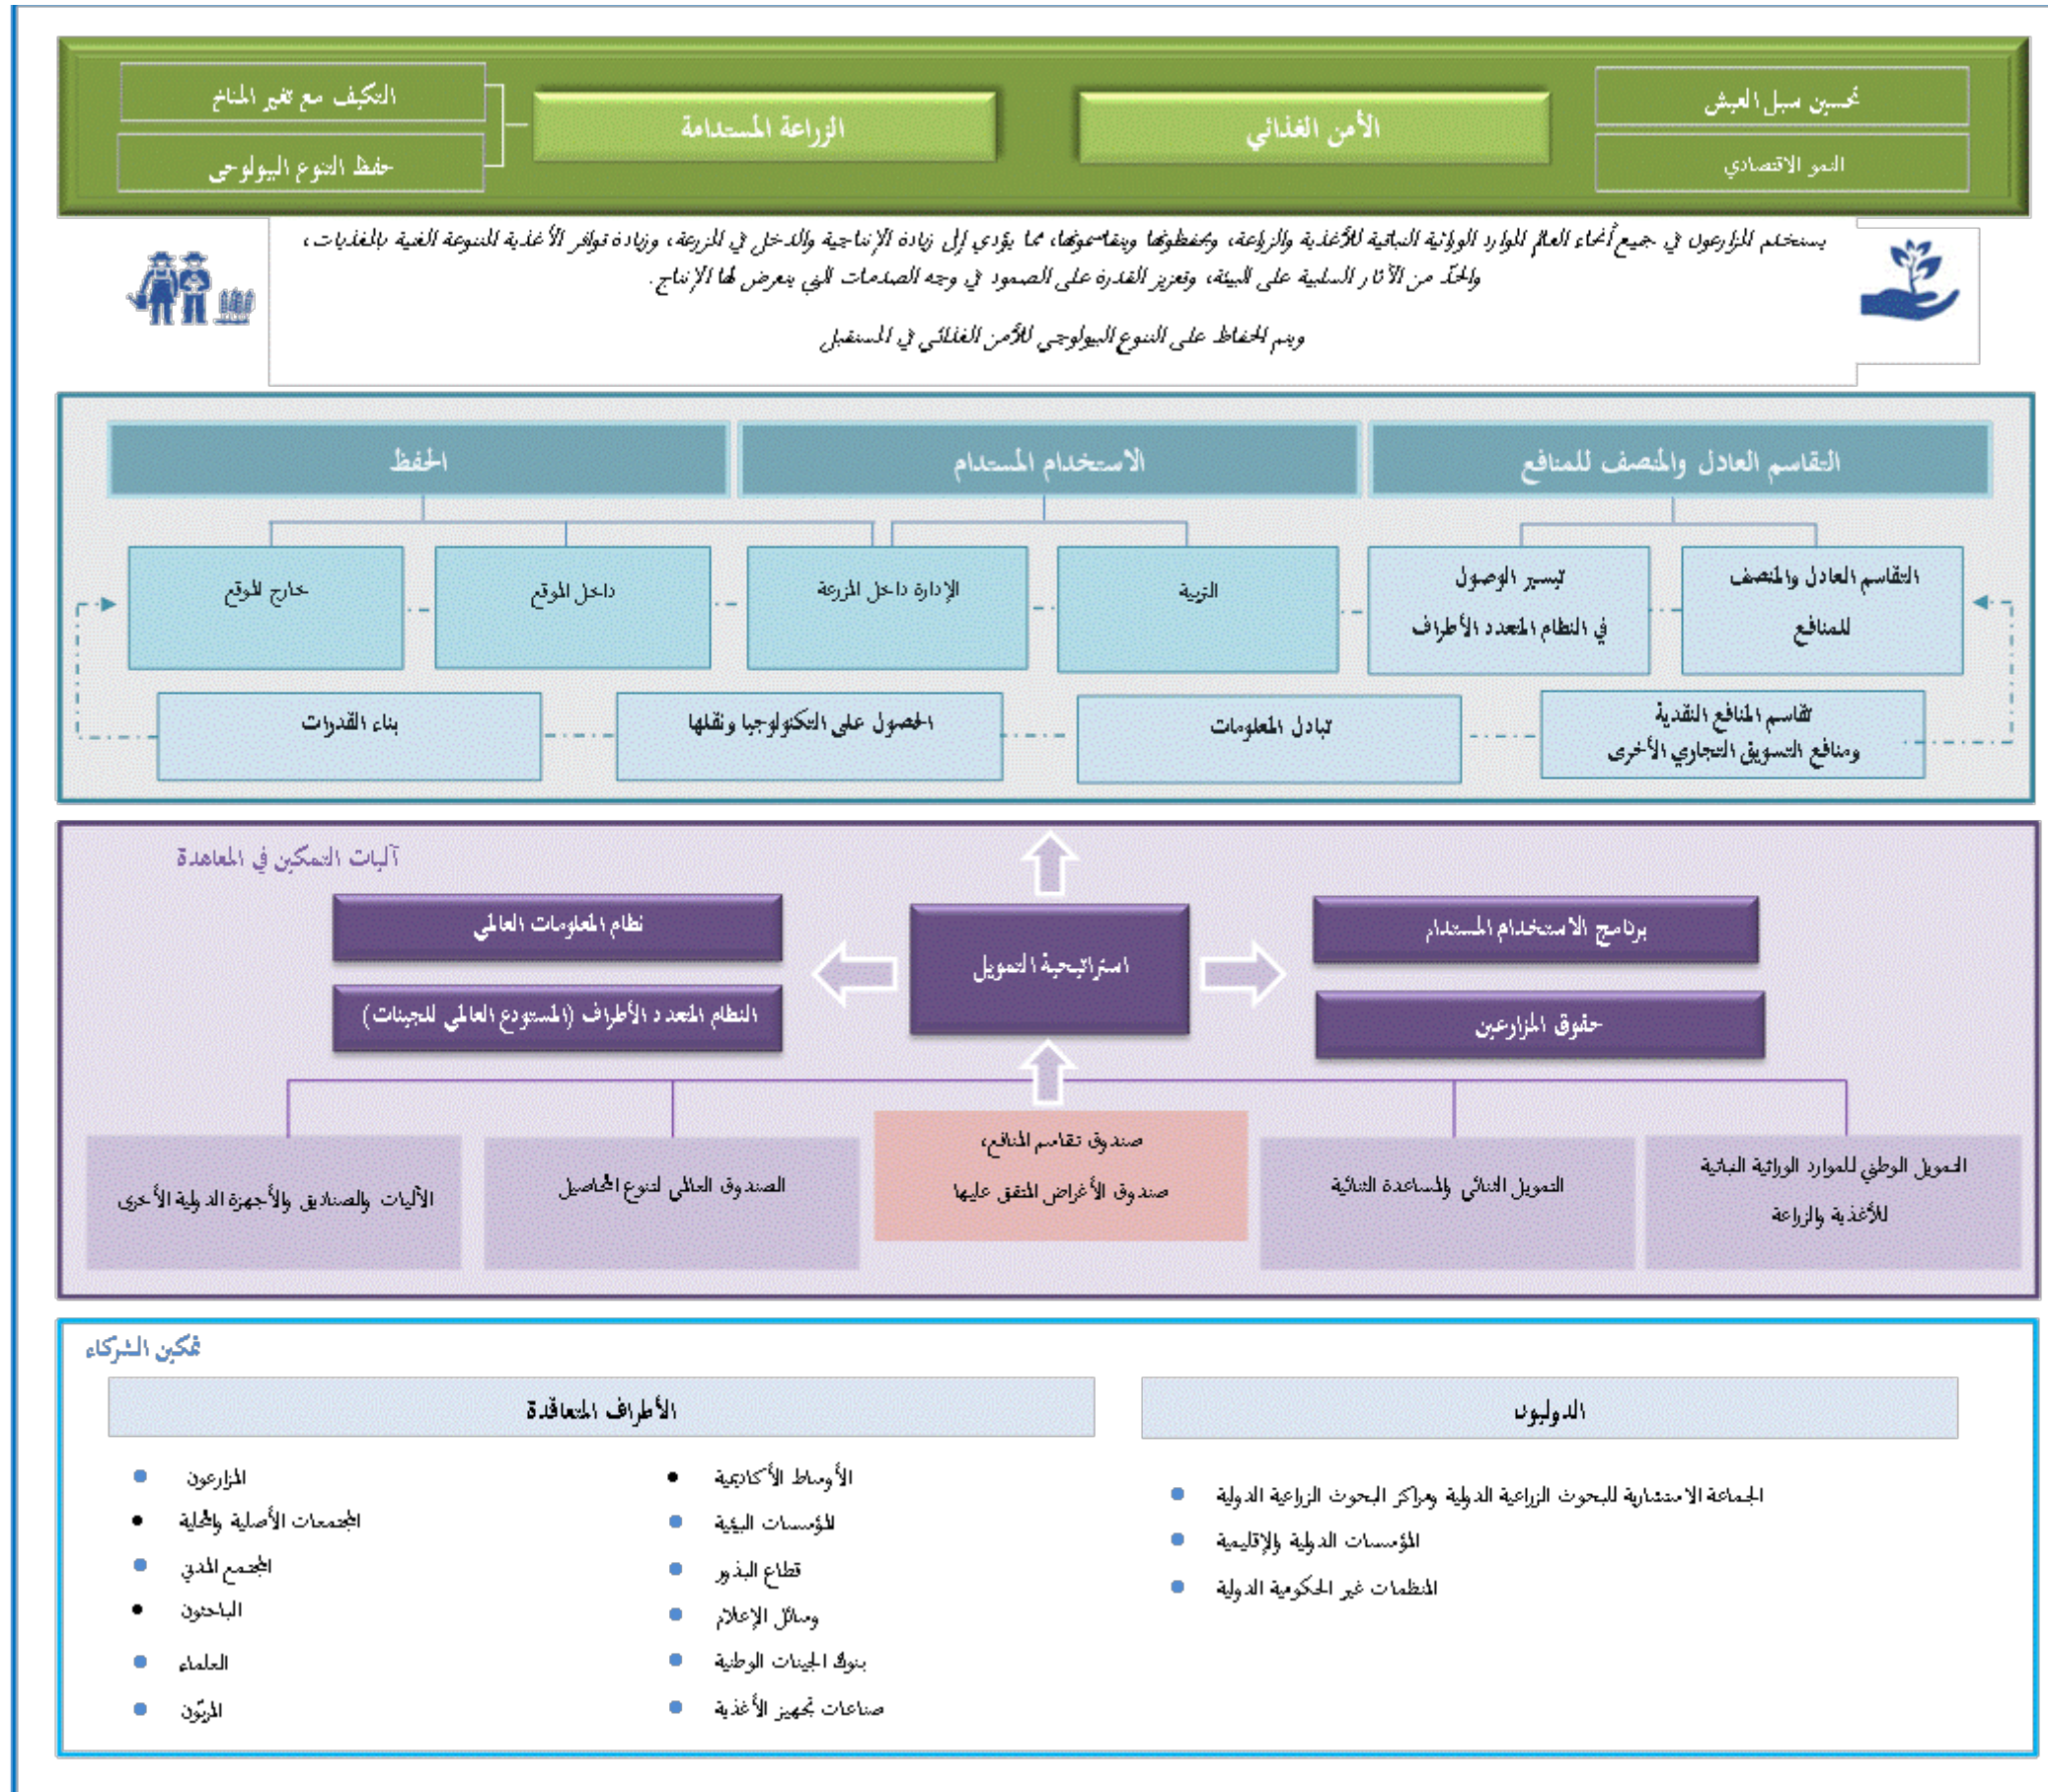 تحسين سبل العيش
النمو الاقتصادي
الأمن الغذائي
الزراعة المستدامة
التكيف مع تغير المناخ
حفظ التنوع البيولوجي
يستخدم المزارعون في جميع أنحاء العالم الموارد الوراثية النباتية للأغذية والزراعة، ويحفظونها ويتقاسمونها، مما يؤدي إلى زيادة الإنتاجية والدخل في المزرعة، وزيادة توافر الأغذية المتنوعة الغنية بالمغذيات،
والحدّ من الآثار السلبية على البيئة، وتعزيز القدرة على الصمود في وجه الصدمات التي يتعرض لها الإنتاج.
ويتم الحفاظ على التنوع البيولوجي للأمن الغذائي في المستقبل
التقاسم العادل والمنصف للمنافع
الاستخدام المستدام
الحفظ
التقاسم العادل والمنصف
للمنافع
تيسير الوصول
في النظام المتعدد الأطراف
التربية
الإدارة داخل المزرعة
داخل الموقع
خارج الموقع
تقاسم المنافع النقدية
ومنافع التسويق التجاري الأخرى
تبادل المعلومات
الحصول على التكنولوجيا ونقلها
بناء القدرات
آليات التمكين في المعاهدة
برنامج الاستخدام المستدام
حقوق المزارعين
استراتيجية التمويل
نظام المعلومات العالمي
النظام المتعدد الأطراف (المستودع العالمي للجينات)
التمويل الوطني للموارد الوراثية النباتية
للأغذية والزراعة
التمويل الثنائي والمساعدة الثنائية
صندوق تقاسم المنافع،
صندوق الأغراض المتفق عليها
الصندوق العالمي لتنوع المحاصيل
الآليات والصناديق والأجهزة الدولية الأخرى
تمكين الشركاء
الدوليون
الجماعة الاستشارية للبحوث الزراعية الدولية ومراكز البحوث الزراعية الدولية
المؤسسات الدولية والإقليمية
المنظمات غير الحكومية الدولية
الأطراف المتعاقدة
الأوساط الأكاديمية
المؤسسات البيئية
قطاع البذور
وسائل الإعلام
بنوك الجينات الوطنية
صناعات تجهيز الأغذية
المزارعون
المجتمعات الأصلية والمحلية
المجتمع المدني
الباحثون
العلماء
المربّون